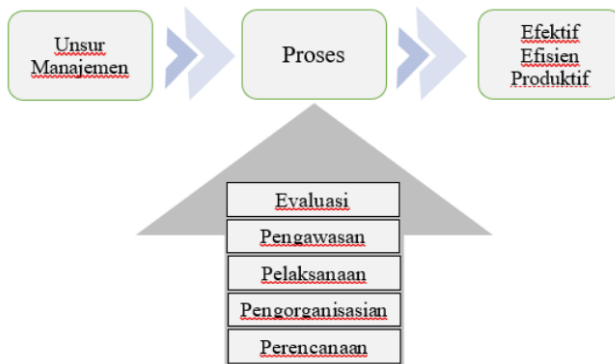 Unsur
Manajemen
Proses
Efektif
Efisien
Produktif
Evaluasi
Pengawasan
Pelaksanaan
Pengorganisasian
Perencanaan